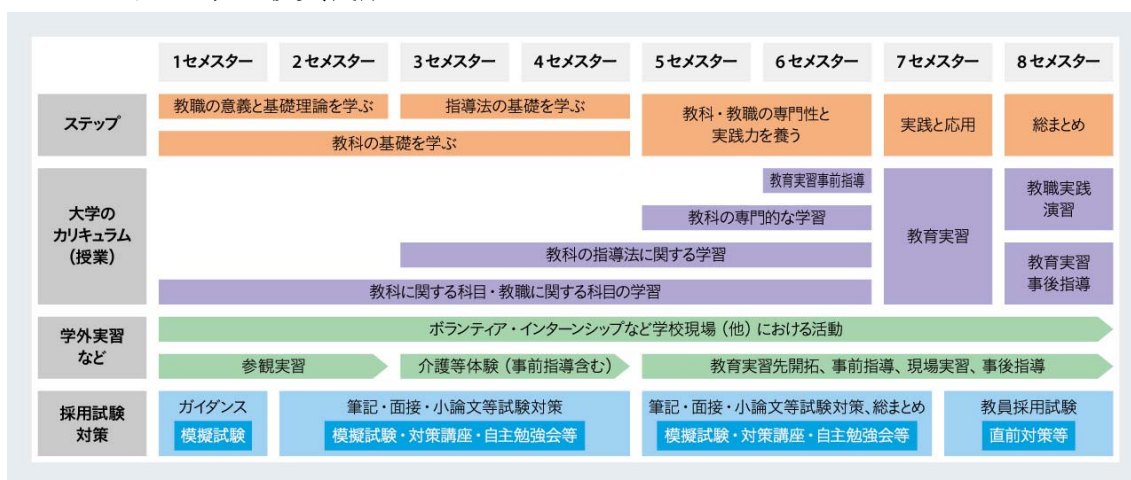 1セメスター 2セメスター 3セメスター 4セメスター 5セメスター 6セメスター 7セメスター 8セメスター
ステップ
教職の意義と基礎理論を学ぶ
指導法の基礎を学ぶ
教科の基礎を学ぶ
教科・教職の専門性と
実践力を養う
実践と応用
総まとめ
大学の
カリキュラム
(授業)
教育実習事前指導
教科の専門的な学習
教科の指導法に関する学習
教科に関する科目・教職に関する科目の学習
教育実習
教職実践
演習
教育実習
事後指導
学外実習
など
ボランティア・インターンシップなど学校現場(他)における活動
参観実習
介護等体験(事前指導含む)
教育実習先開拓、事前指導、現場実習、事後指導
採用試験
対策
ガイダンス
模擬試験
筆記・面接・小論文等試験対策
模擬試験・対策講座・自主勉強会等
筆記・面接・小論文等試験対策、総まとめ
模擬試験・対策講座・自主勉強会等
教員採用試験
直前対策等